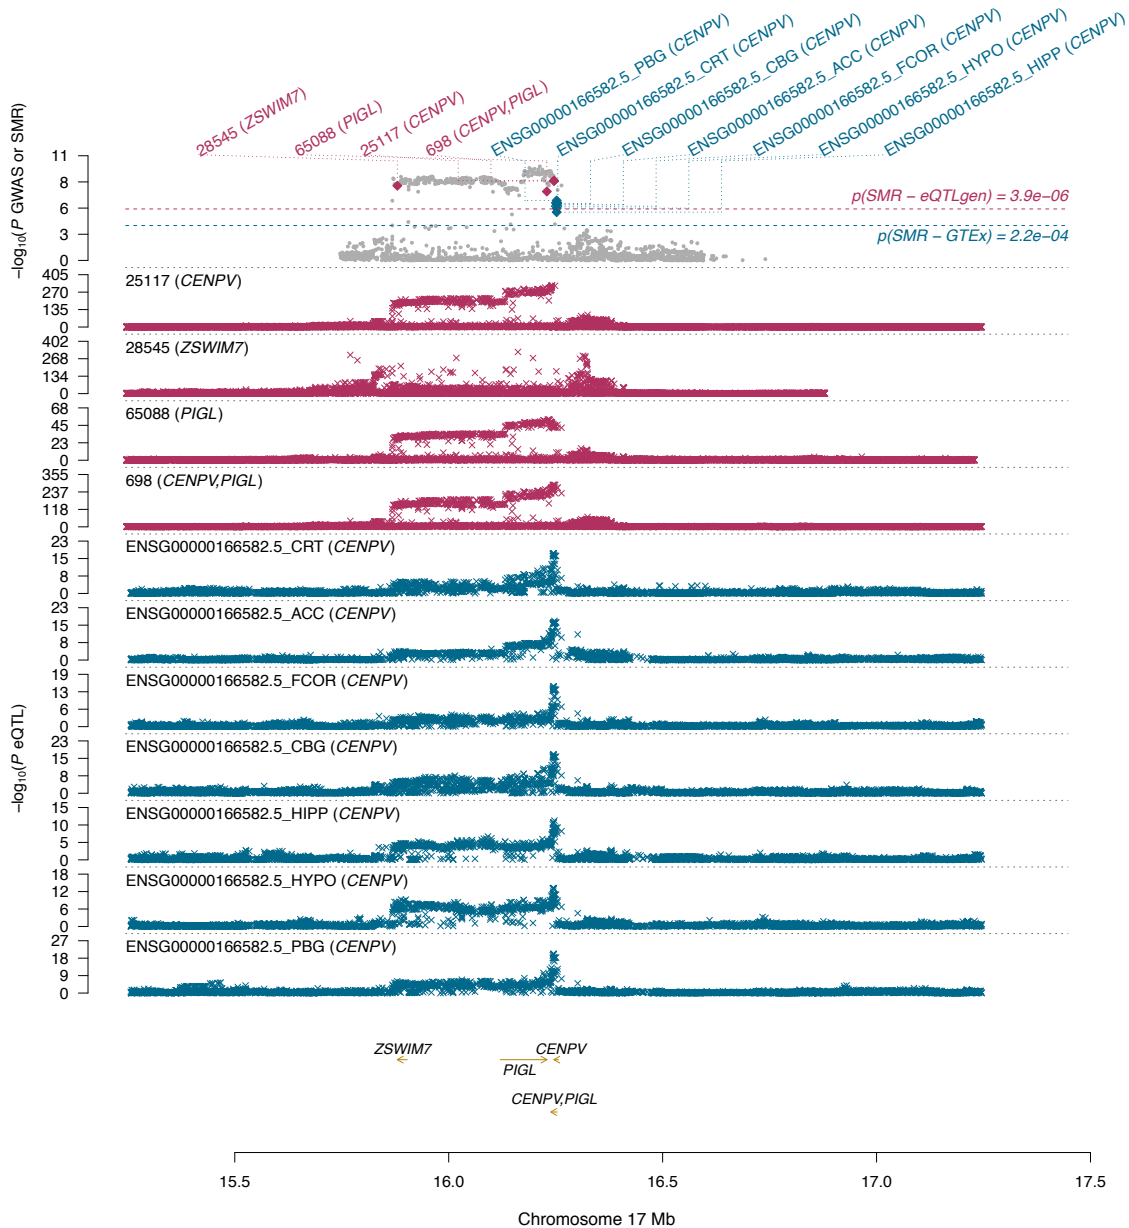 28545 (ZSWIM7)
65088 (PIGL)
25117 (CENPV)
698 (CENPV,PIGL)
ENSG00000166582.5_PBG (CENPV)
ENSG00000166582.5_CRT (CENPV)
ENSG00000166582.5_CBG (CENPV)
ENSG00000166582.5_ACC (CENPV)
ENSG00000166582.5_FCOR (CENPV)
ENSG00000166582.5_HYPO (CENPV)
ENSG00000166582.5_HIPP (CENPV)
−log10(P GWAS or SMR)
11
8
6
3
0
p(SMR − eQTLgen) = 3.9e−06
p(SMR − GTEx) = 2.2e−04
25117 (CENPV)
405
270
135
0
28545 (ZSWIM7)
402
268
134
0
65088 (PIGL)
68
45
23
0
698 (CENPV,PIGL)
355
237
118
0
ENSG00000166582.5_CRT (CENPV)
23
15
8
0
ENSG00000166582.5_ACC (CENPV)
23
15
8
0
ENSG00000166582.5_FCOR (CENPV)
19
13
6
0
−log10(P eQTL)
ENSG00000166582.5_CBG (CENPV)
23
15
8
0
ENSG00000166582.5_HIPP (CENPV)
15
10
5
0
ENSG00000166582.5_HYPO (CENPV)
18
12
6
0
ENSG00000166582.5_PBG (CENPV)
27
18
9
0
ZSWIM7
CENPV
PIGL
CENPV,PIGL
15.5 16.0 16.5 17.0 17.5
Chromosome 17 Mb